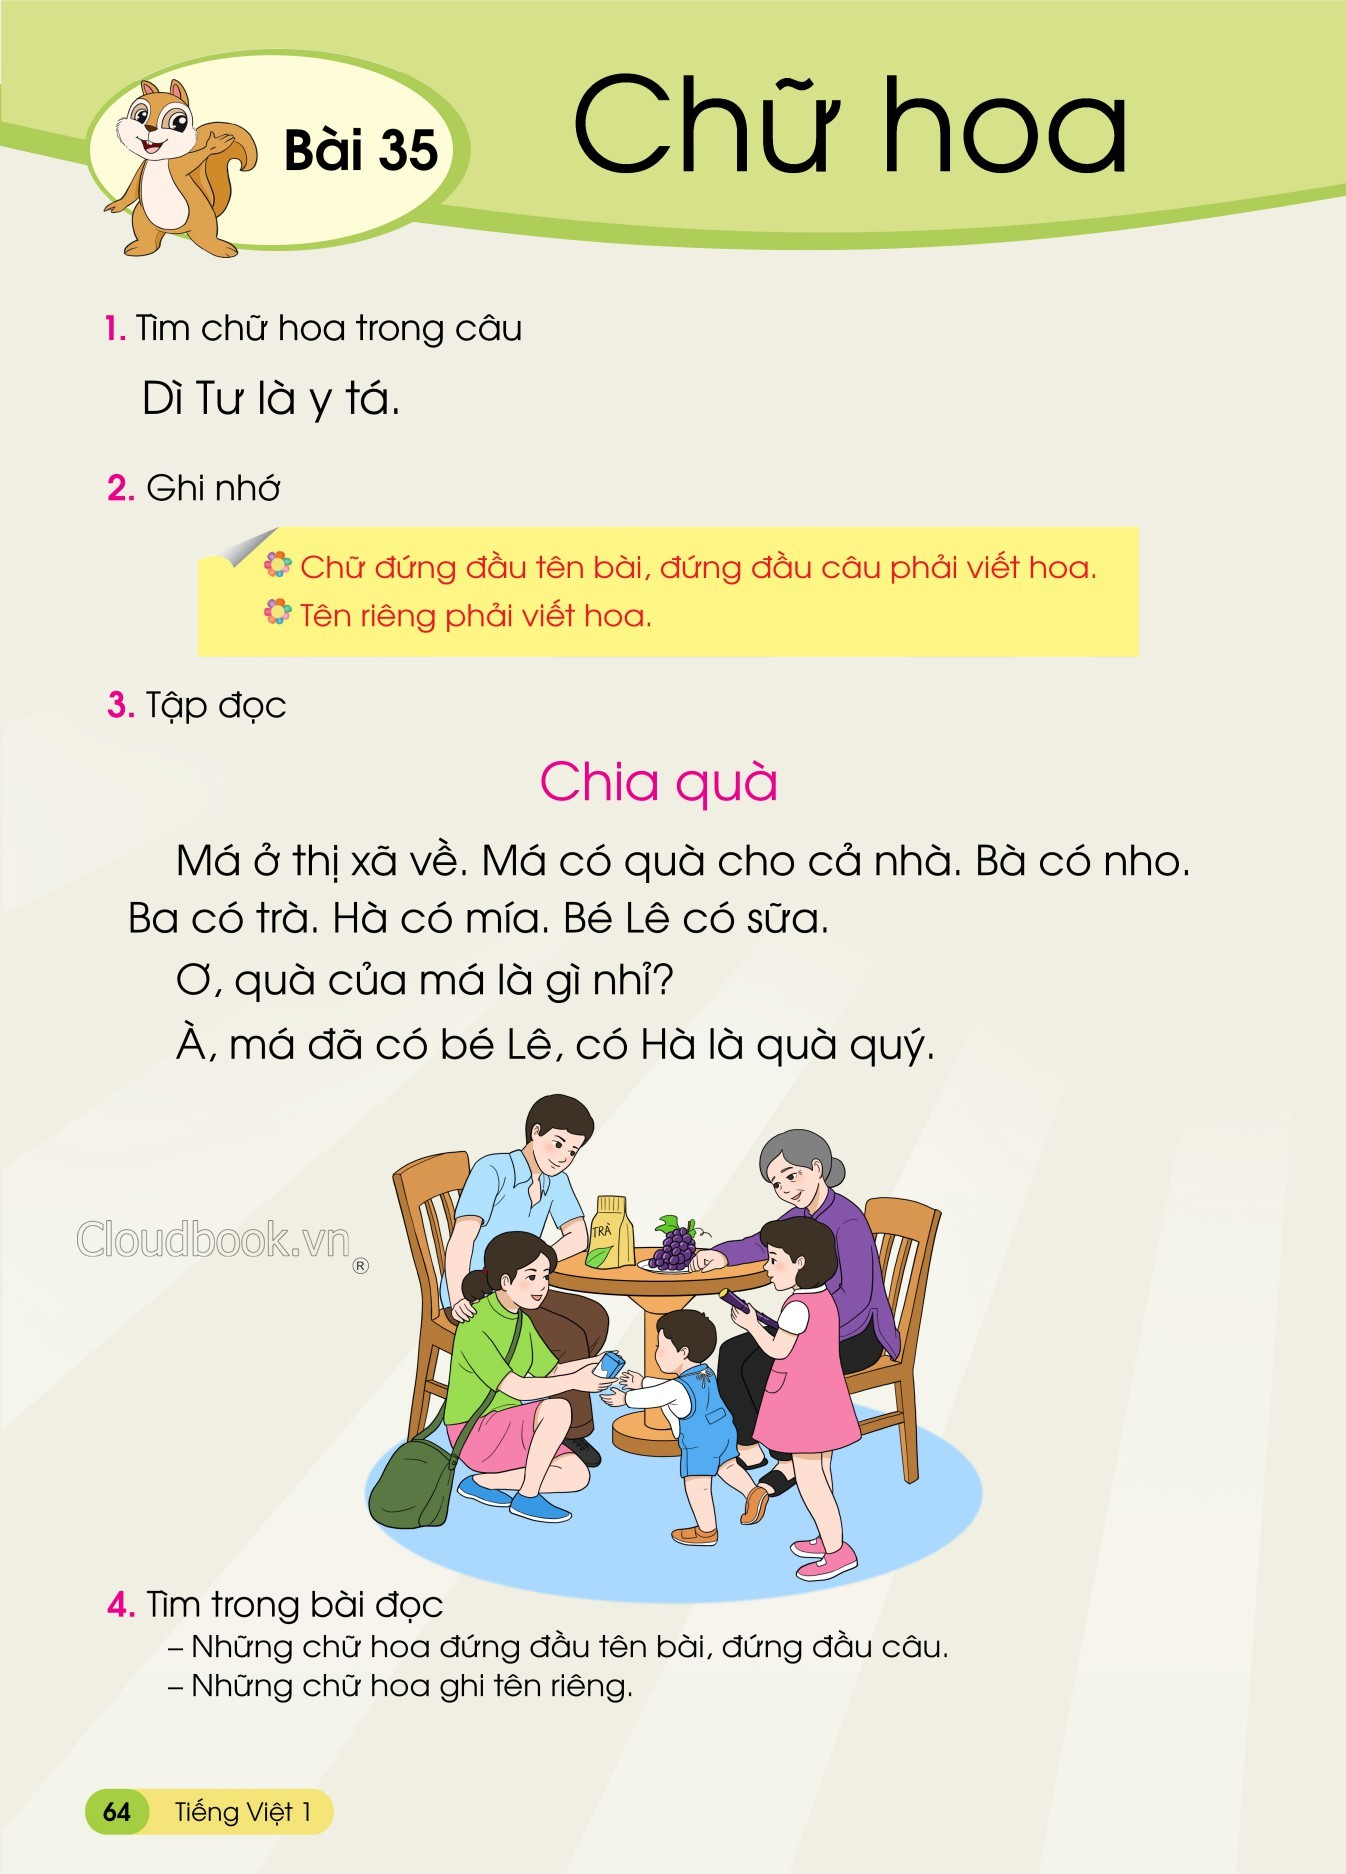 Bài 35
Chữ hoa
1. Tìm chữ hoa trong câu
Dì Tư là y tá.
2. Ghi nhớ
Chữ đứng đầu tên bài, đứng đầu câu phải viết hoa.
Tên riêng phải viết hoa.
3. Tập đọc
Chia quà
Má ở thị xã về. Má có quà cho cả nhà. Bà có nho.
Ba có trà. Hà có mía. Bé Lê có sữa.
Ơ, quà của má là gì nhỉ?
À, má đã có bé Lê, có Hà là quà quý.
TRÀ
Cloudbook.vn ®
4. Tìm trong bài đọc
– Những chữ hoa đứng đầu tên bài, đứng đầu câu.
– Những chữ hoa ghi tên riêng.
64 Tiếng Việt 1